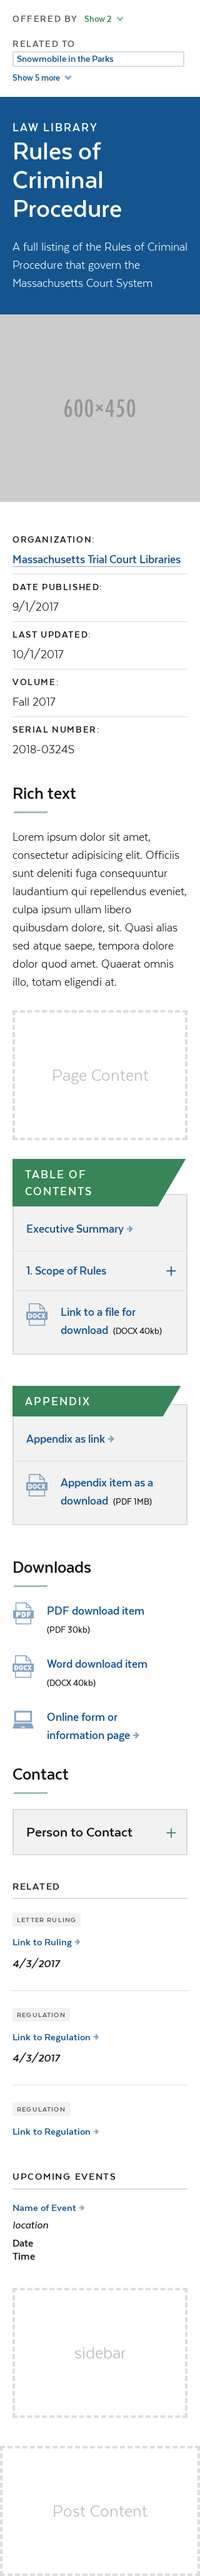 OFFERED BY Show 2
RELATED TO
Snowmobile in the Parks
Show 5 more
LAW LIBRARY
Rules of
Criminal
Procedure
A full listing of the Rules of Criminal
Procedure that govern the
Massachusetts Court System
600×450
ORGANIZATION:
Massachusetts Trial Court Libraries
DATE PUBLISHED:
9/1/2017
LAST UPDATED:
10/1/2017
VOLUME:
Fall 2017
SERIAL NUMBER:
2018-0324S
Rich text
Lorem ipsum dolor sit amet,
consectetur adipisicing elit. Officiis
sunt deleniti fuga consequuntur
laudantium qui repellendus eveniet,
culpa ipsum ullam libero
quibusdam dolore, sit. Quasi alias
sed atque saepe, tempora dolore
dolor quod amet. Quaerat omnis
illo, totam eligendi at.
Page Content
TABLE OF
CONTENTS
Executive Summary
1. Scope of Rules
DOCX
Link to a file for
download (DOCX 40kb)
APPENDIX
Appendix as link
DOCX
Appendix item as a
download (PDF 1MB)
Downloads
PDF
PDF download item
(PDF 30kb)
DOCX
Word download item
(DOCX 40kb)
Online form or
information page
Contact
Person to Contact
RELATED
LETTER RULING
Link to Ruling
4/3/2017
REGULATION
Link to Regulation
4/3/2017
REGULATION
Link to Regulation
UPCOMING EVENTS
Name of Event
location
Date
Time
sidebar
Post Content